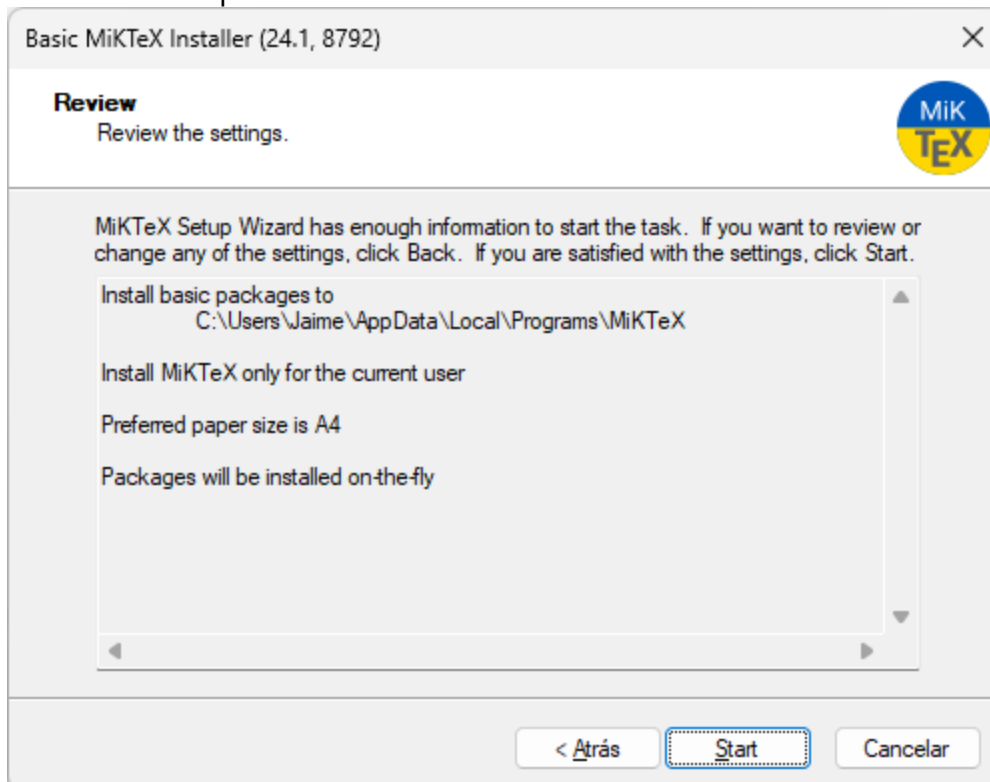 Basic MiKTeX Installer (24.1, 8792)
Review
Review the settings.
MiK
TEX
MiKTeX Setup Wizard has enough information to start the task.  If you want to review or
change any of the settings, click Back.  If you are satisfied with the settings, click Start.
Install basic packages to
C:\Users\Jaime\AppData\Local\Programs\MiKTeX
Install MiKTeX only for the current user
Preferred paper size is A4
Packages will be installed on-the-fly
< Atrás
Start
Cancelar